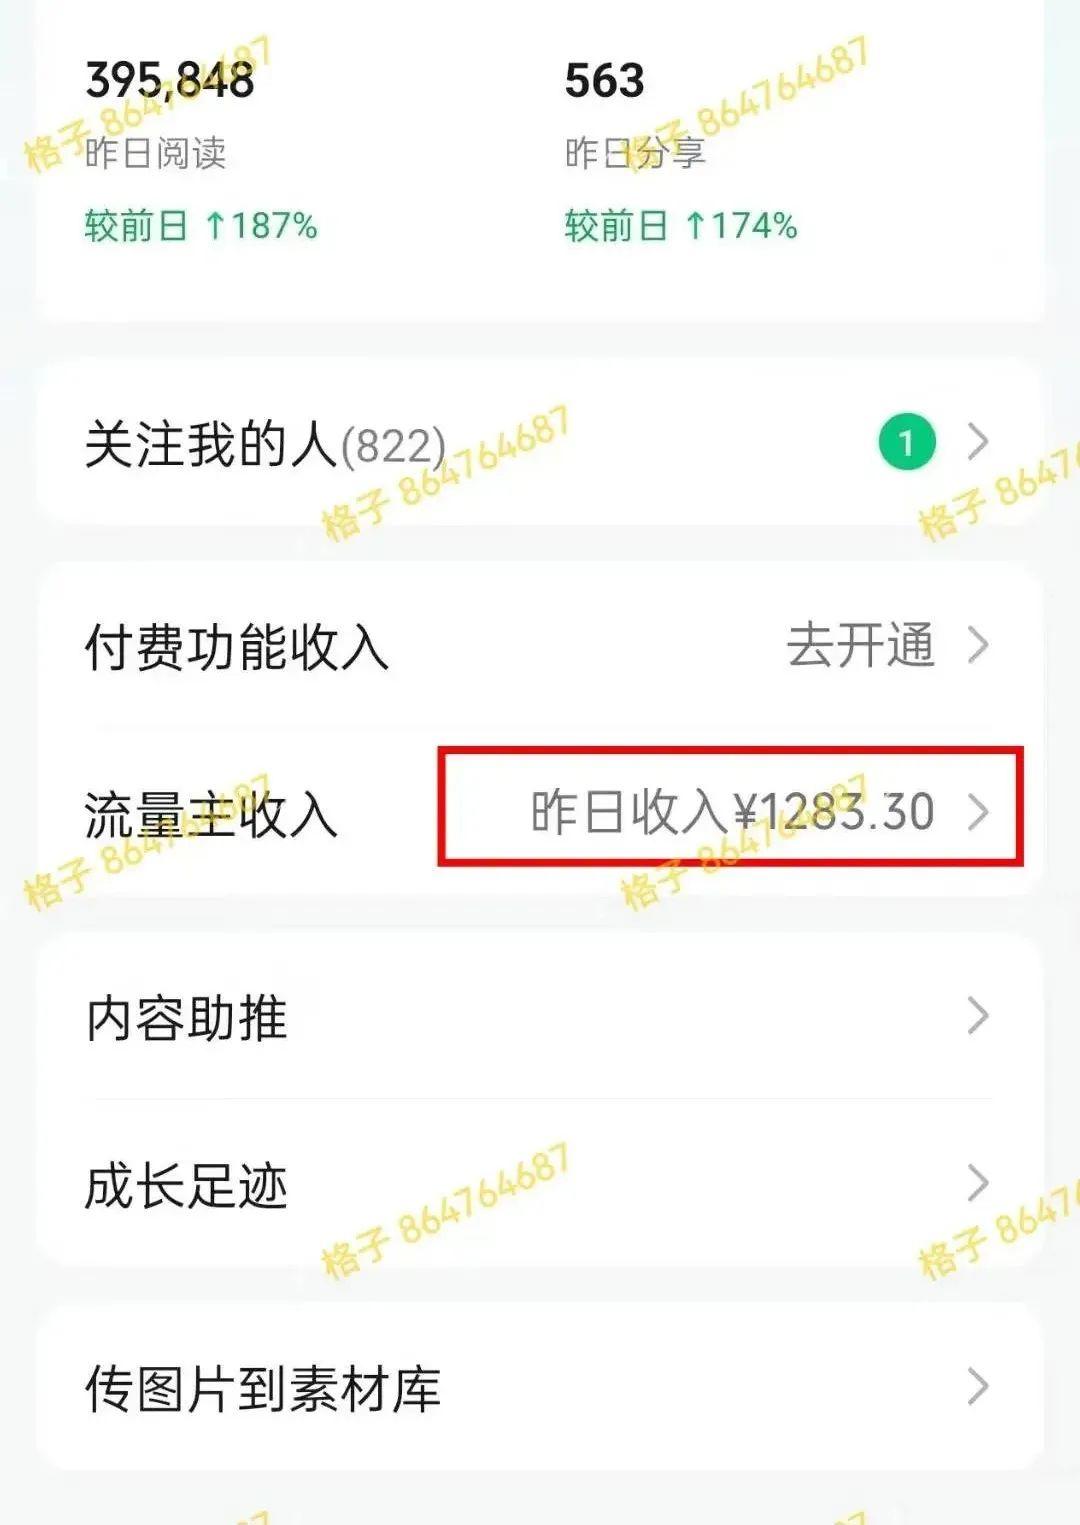 395,848
563
昨日阅读
昨日分享
较前日 ↑187%
较前日 ↑174%
格子 864764687
格子 864764687
关注我的人(822)
1
格子 864764687
格子 8647
付费功能收入
去开通
流量主收入
昨日收入¥1283.30
格子 864764687
格子 864764687
内容助推
成长足迹
格子 864764687
格子 8647
传图片到素材库